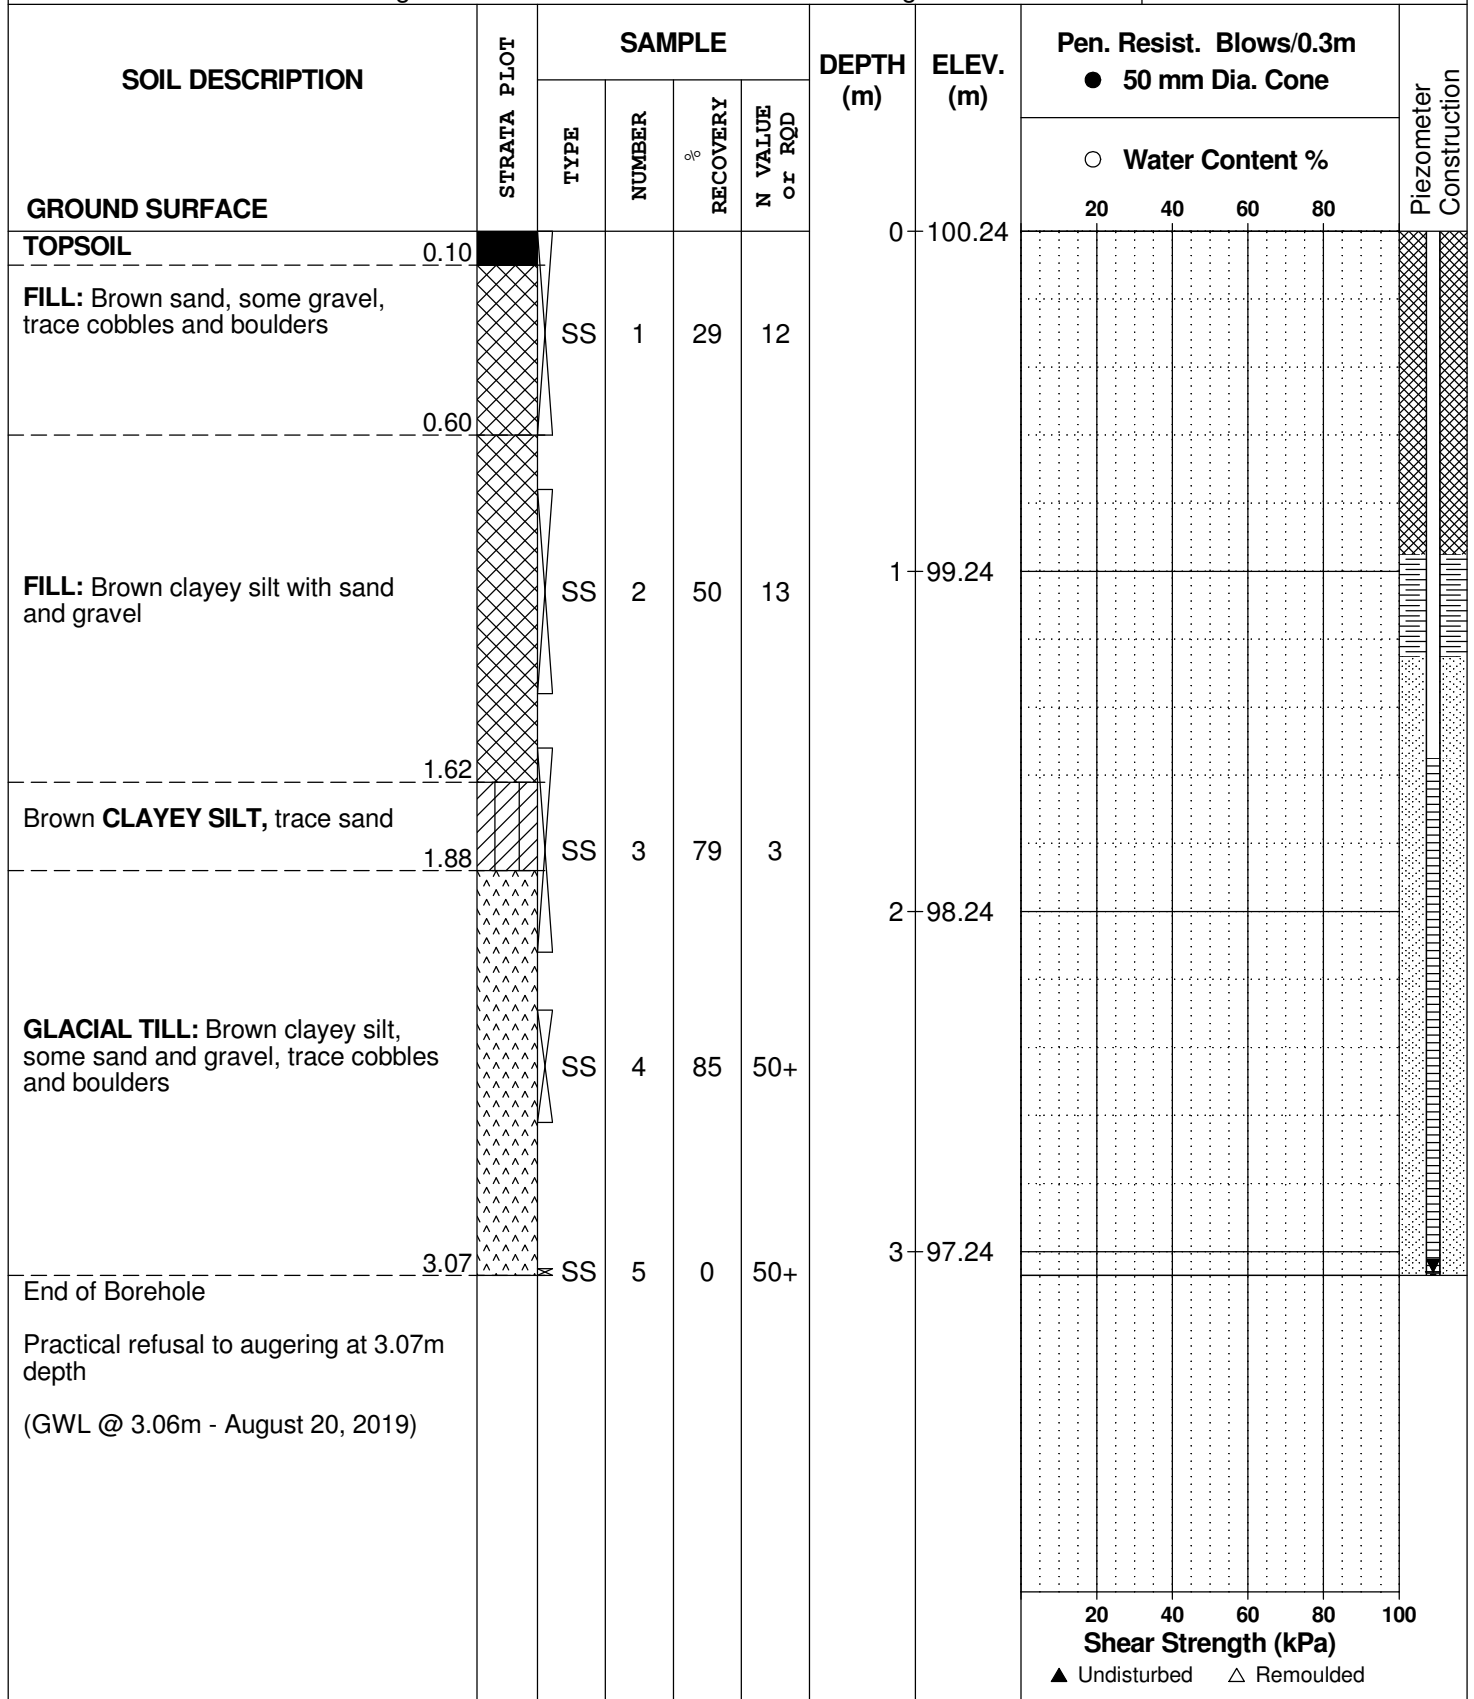 SOIL DESCRIPTION
GROUND SURFACE
STRATA PLOT
SAMPLE
TYPE
NUMBER
%
RECOVERY
N VALUE
or RQD
DEPTH
(m)
ELEV.
(m)
Pen. Resist. Blows/0.3m
● 50 mm Dia. Cone
○ Water Content %
20 40 60 80
Piezometer
Construction
0 100.24
TOPSOIL
0.10
FILL: Brown sand, some gravel,
trace cobbles and boulders
SS 1 29 12
0.60
1 99.24
FILL: Brown clayey silt with sand
and gravel
SS 2 50 13
1.62
Brown CLAYEY SILT, trace sand
1.88
SS 3 79 3
2 98.24
GLACIAL TILL: Brown clayey silt,
some sand and gravel, trace cobbles
and boulders
SS 4 85 50+
3 97.24
3.07
SS 5 0 50+
End of Borehole
Practical refusal to augering at 3.07m
depth
(GWL @ 3.06m - August 20, 2019)
20 40 60 80 100
Shear Strength (kPa)
▲ Undisturbed △ Remoulded